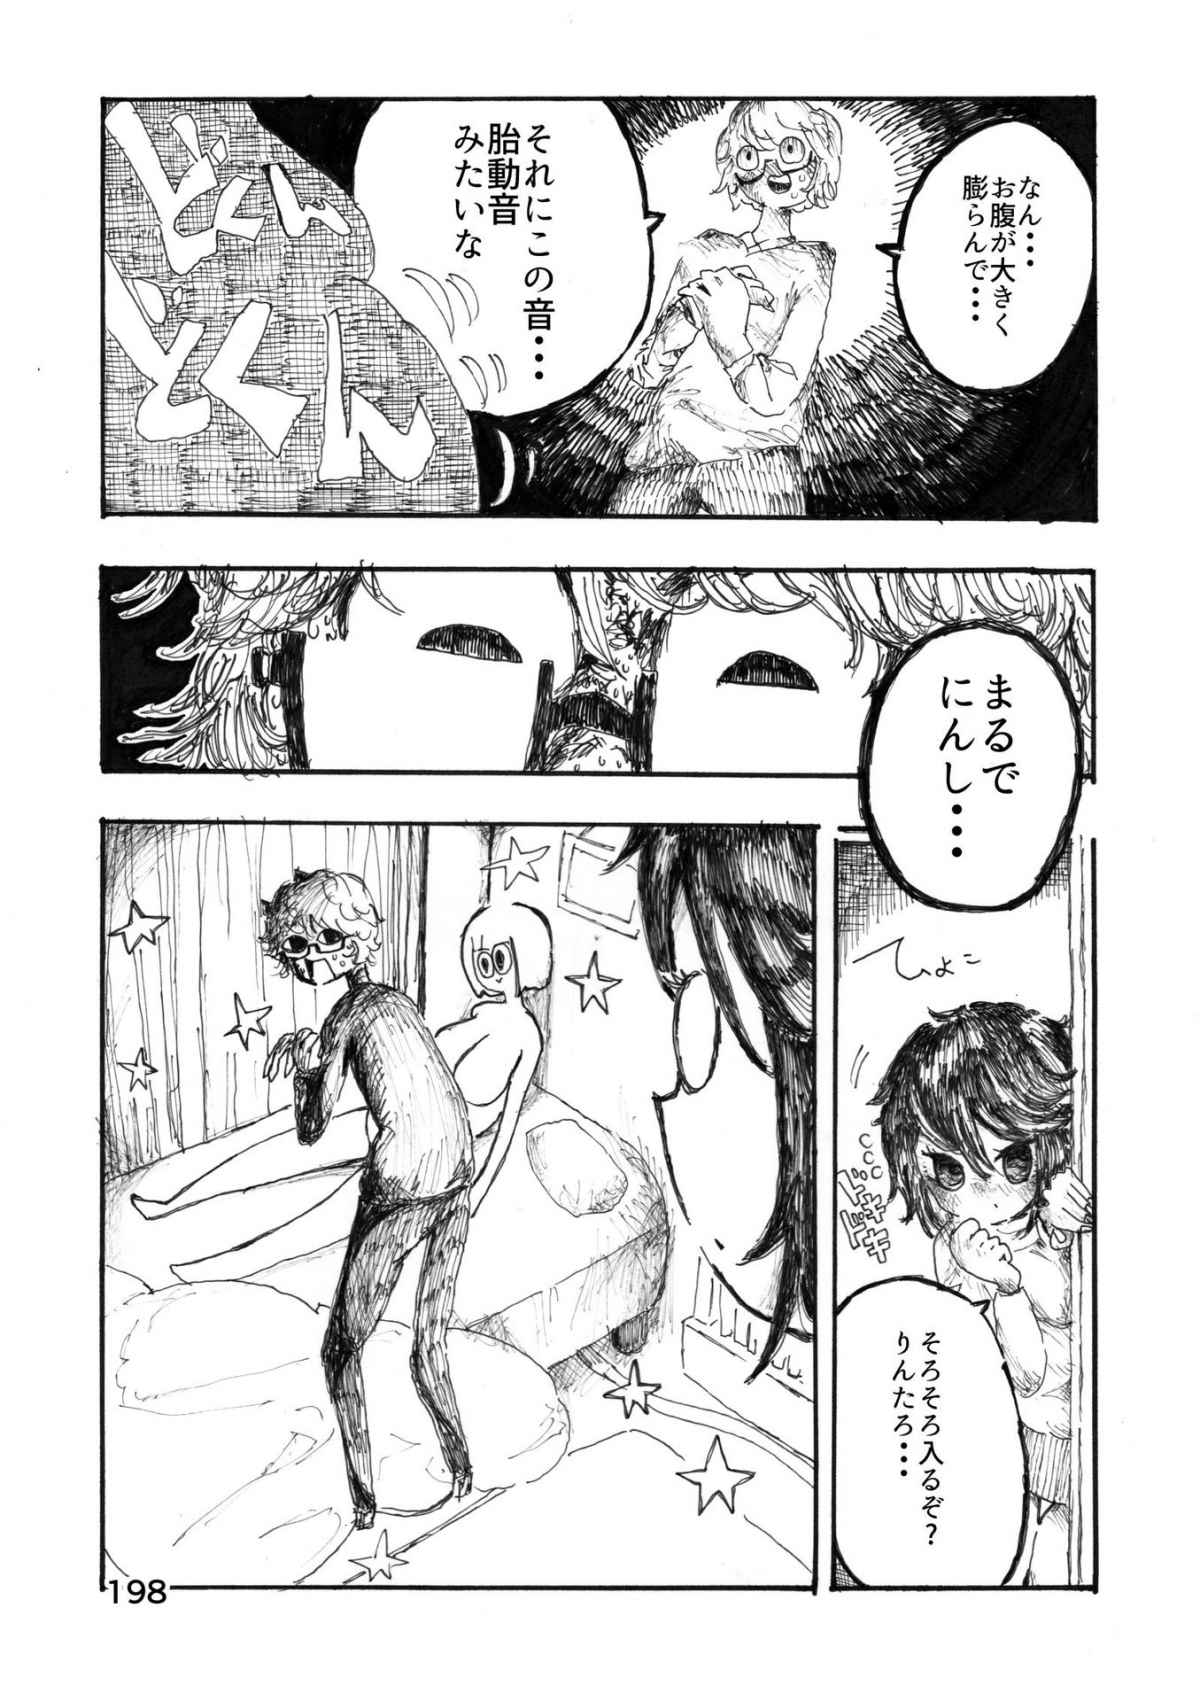 なん・・・
お腹が大きく
膨らんで・・・
それにこの音・・・
胎動音
みたいな
どくん
どくん
まるで
にんし・・・
ひょこ
ドキ
ドキ
そろそろ入るぞ？
りんたろ・・・
198